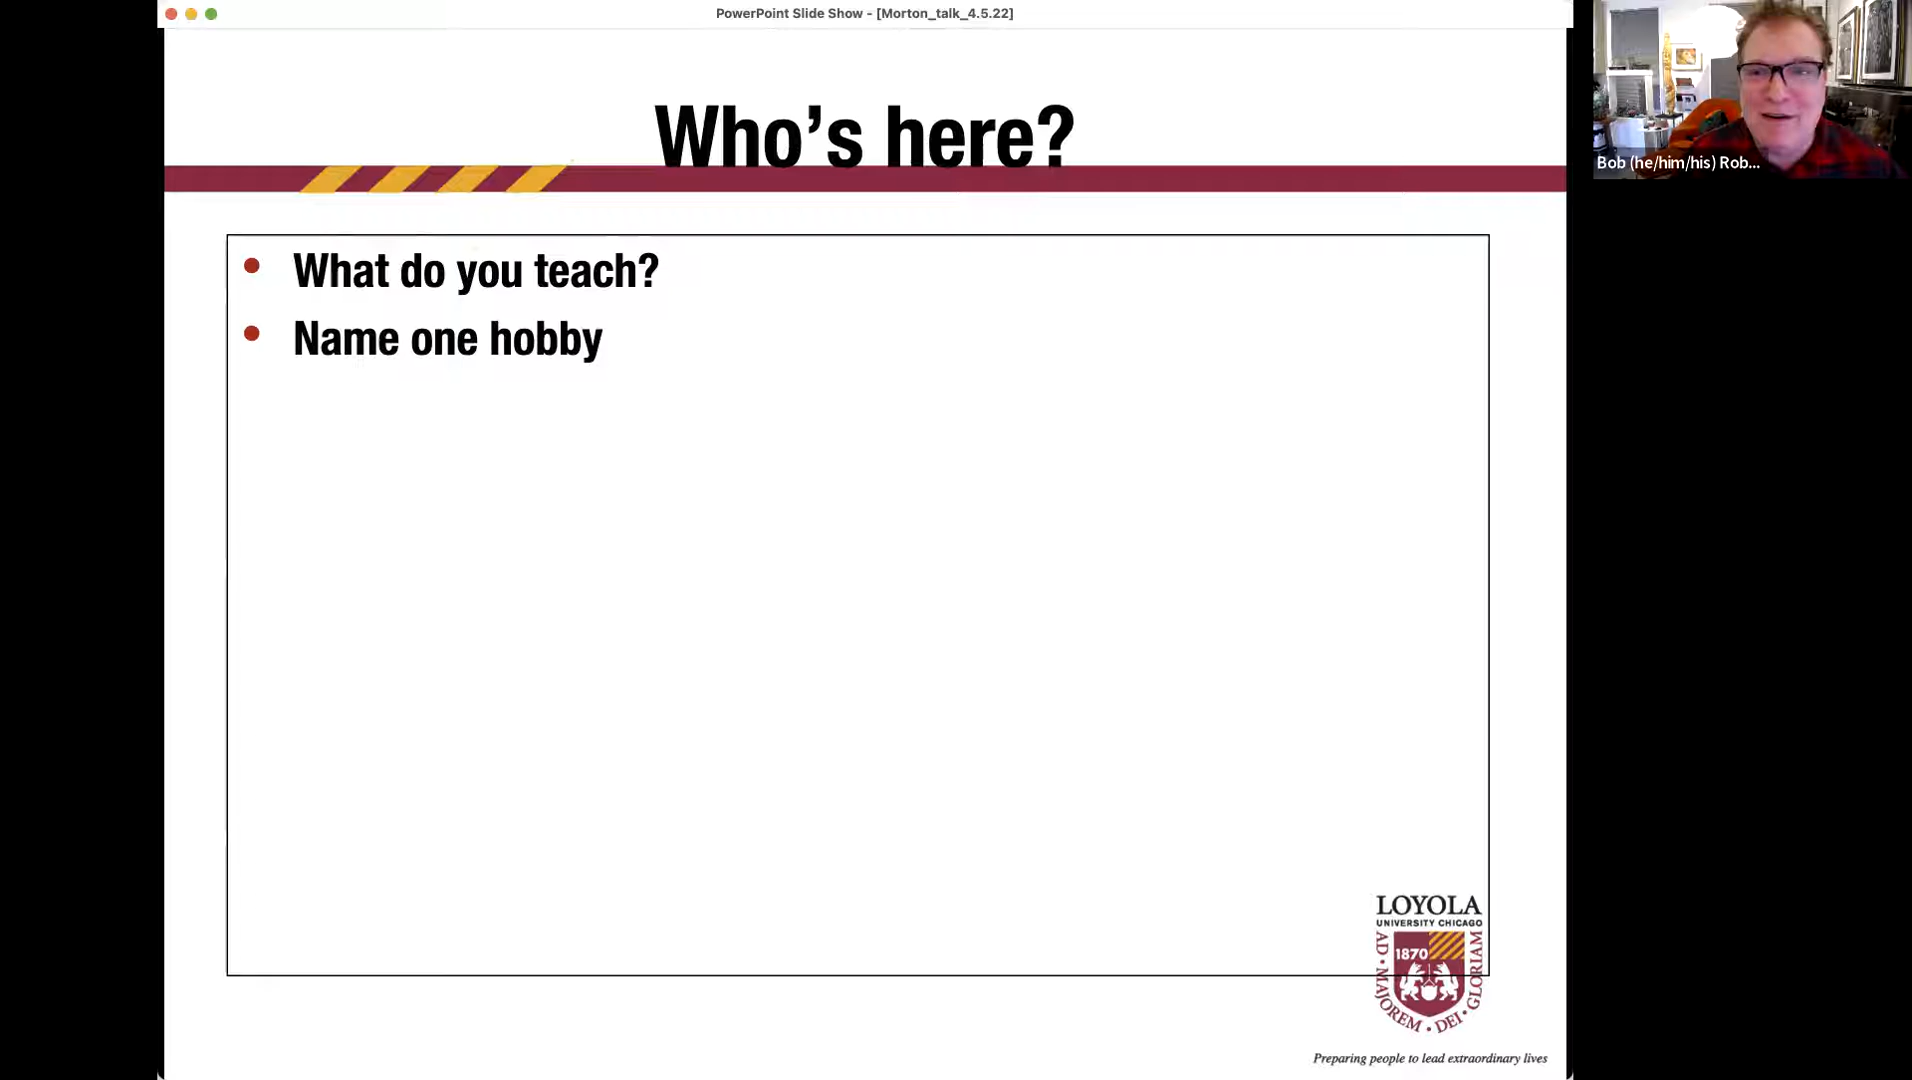 PowerPoint Slide Show - [Morton_talk_4.5.22]
Bob (he/him/his) Rob...
Who's here?
• What do you teach?
• Name one hobby
LOYOLA
UNIVERSITY CHICAGO
1870
AD • MAJOREM • DEI • GLORIAM
Preparing people to lead extraordinary lives